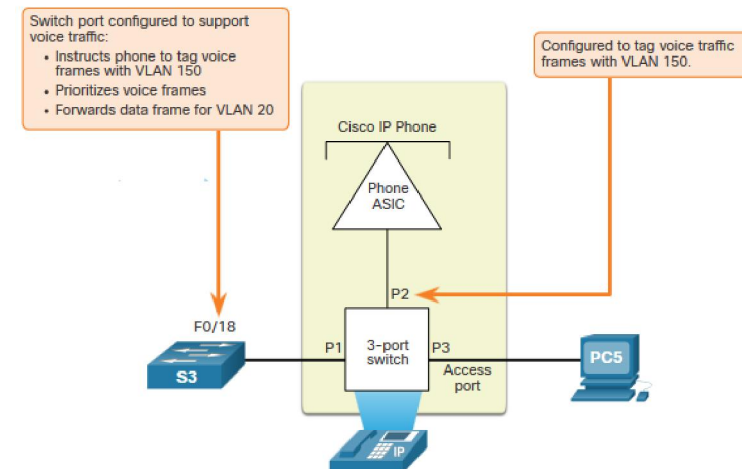 Switch port configured to support
voice traffic:
• Instructs phone to tag voice
frames with VLAN 150
• Prioritizes voice frames
• Forwards data frame for VLAN 20
Configured to tag voice traffic
frames with VLAN 150.
Cisco IP Phone
Phone
ASIC
P2
F0/18
P1
3-port
switch
P3
Access
port
S3
PC5
IP